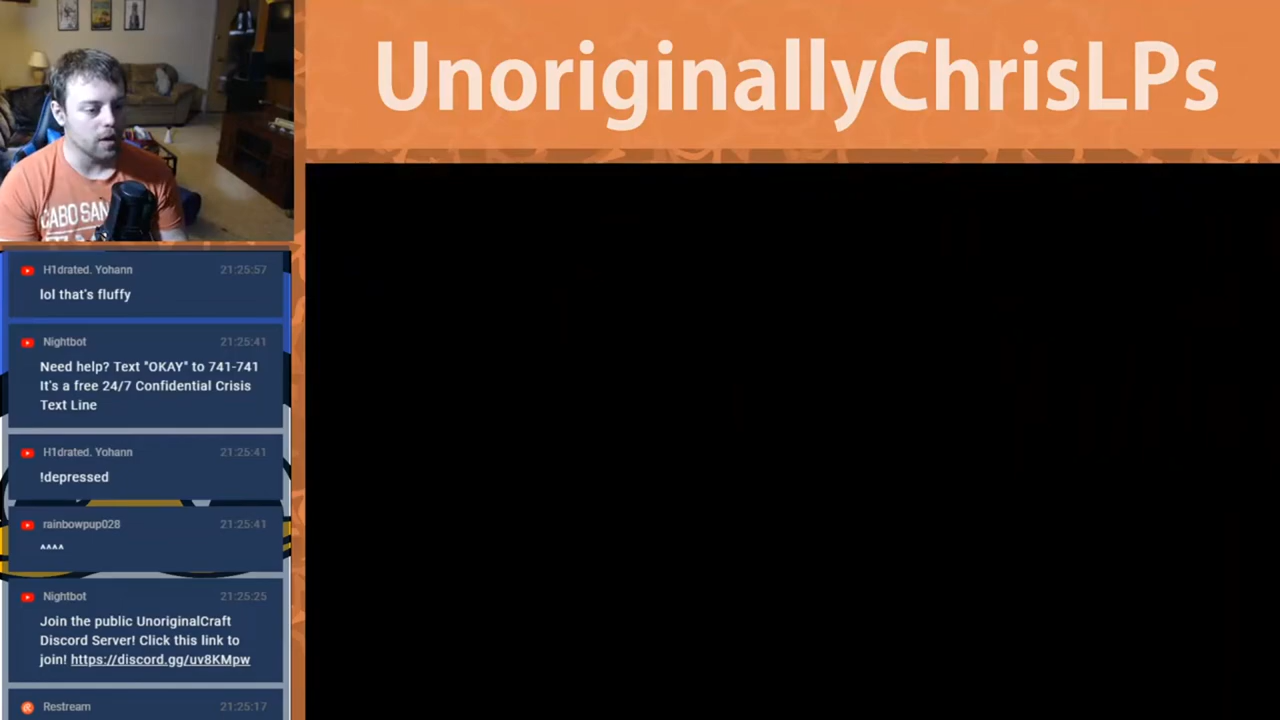 UnoriginallyChrisLPs
CABO SAN
H1drated. Yohann 21:25:57
lol that's fluffy
Nightbot 21:25:41
Need help? Text "OKAY" to 741-741
It's a free 24/7 Confidential Crisis
Text Line
H1drated. Yohann 21:25:41
!depressed
rainbowpup028 21:25:41
^^^^
Nightbot 21:25:25
Join the public UnoriginalCraft
Discord Server! Click this link to
join! https://discord.gg/uv8KMpw
Restream 21:25:17